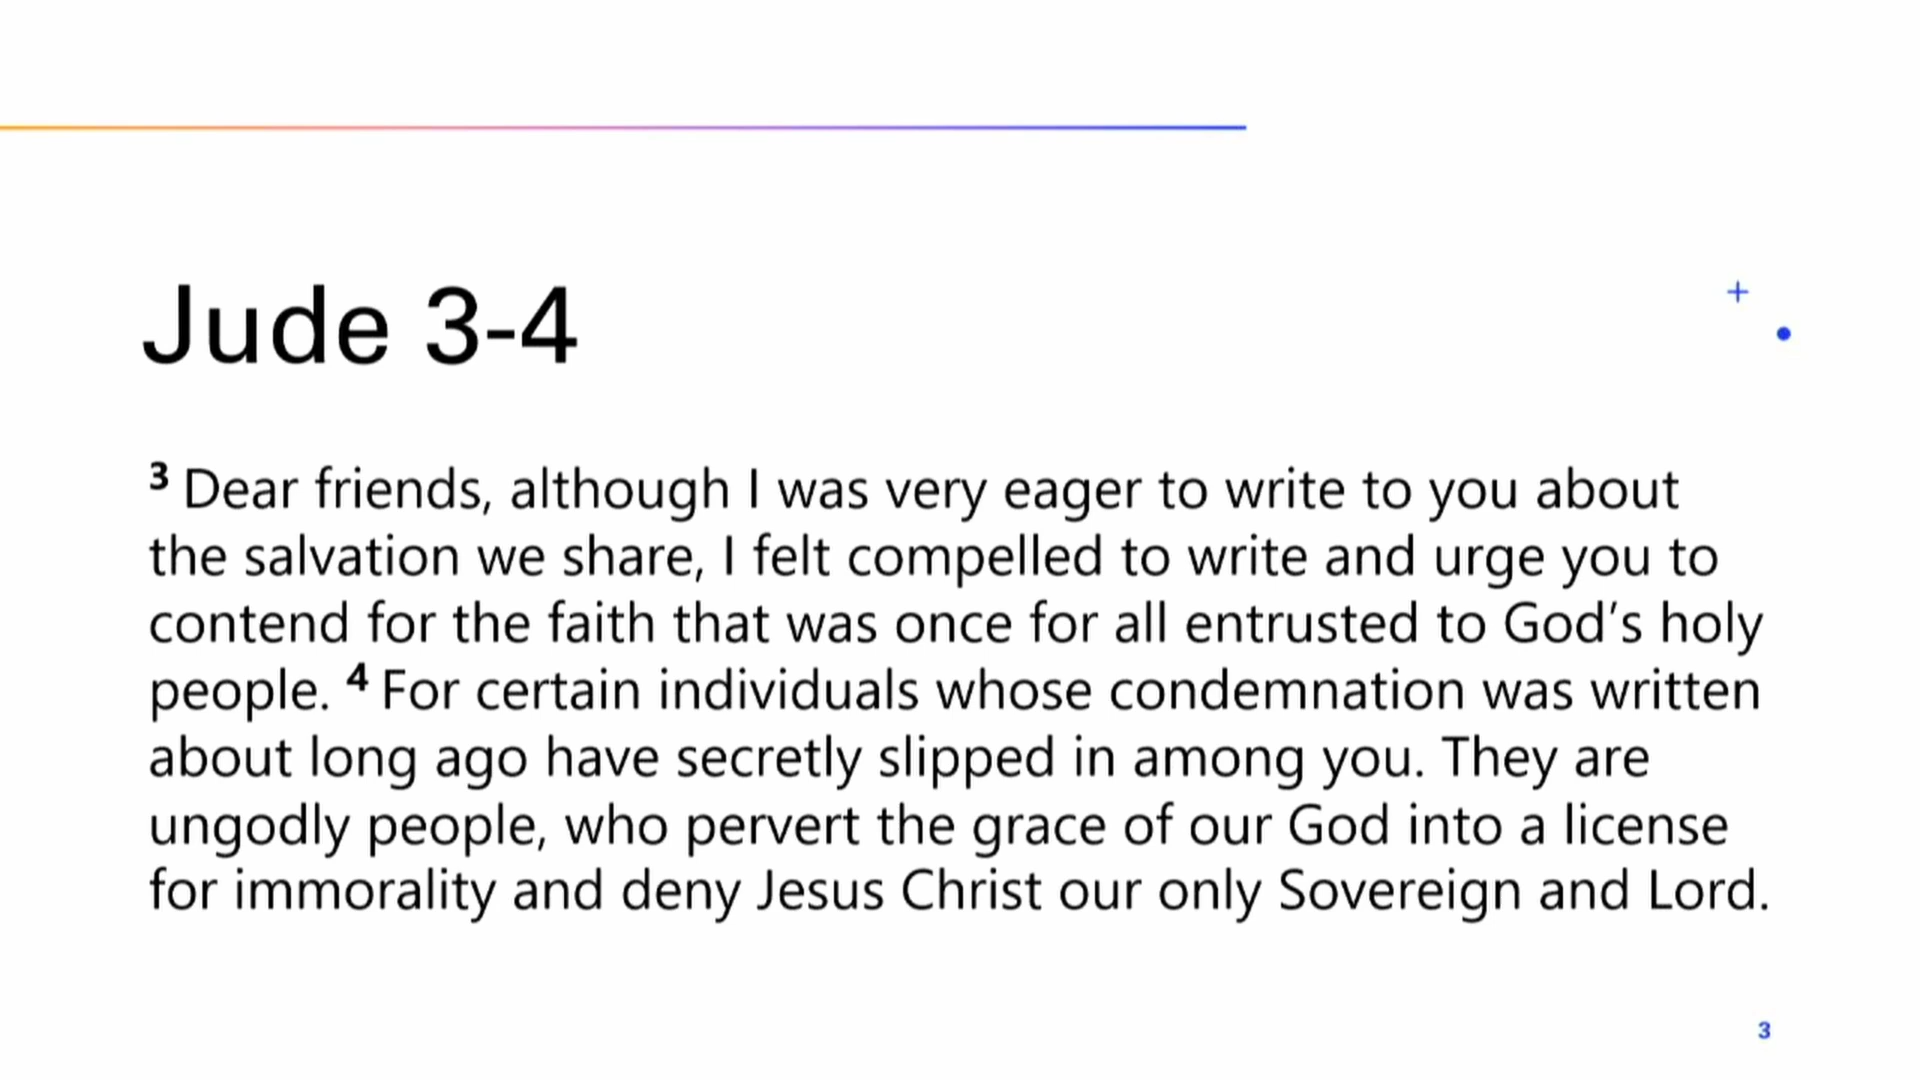 Jude 3-4
3 Dear friends, although I was very eager to write to you about
the salvation we share, I felt compelled to write and urge you to
contend for the faith that was once for all entrusted to God’s holy
people. 4 For certain individuals whose condemnation was written
about long ago have secretly slipped in among you. They are
ungodly people, who pervert the grace of our God into a license
for immorality and deny Jesus Christ our only Sovereign and Lord.
3